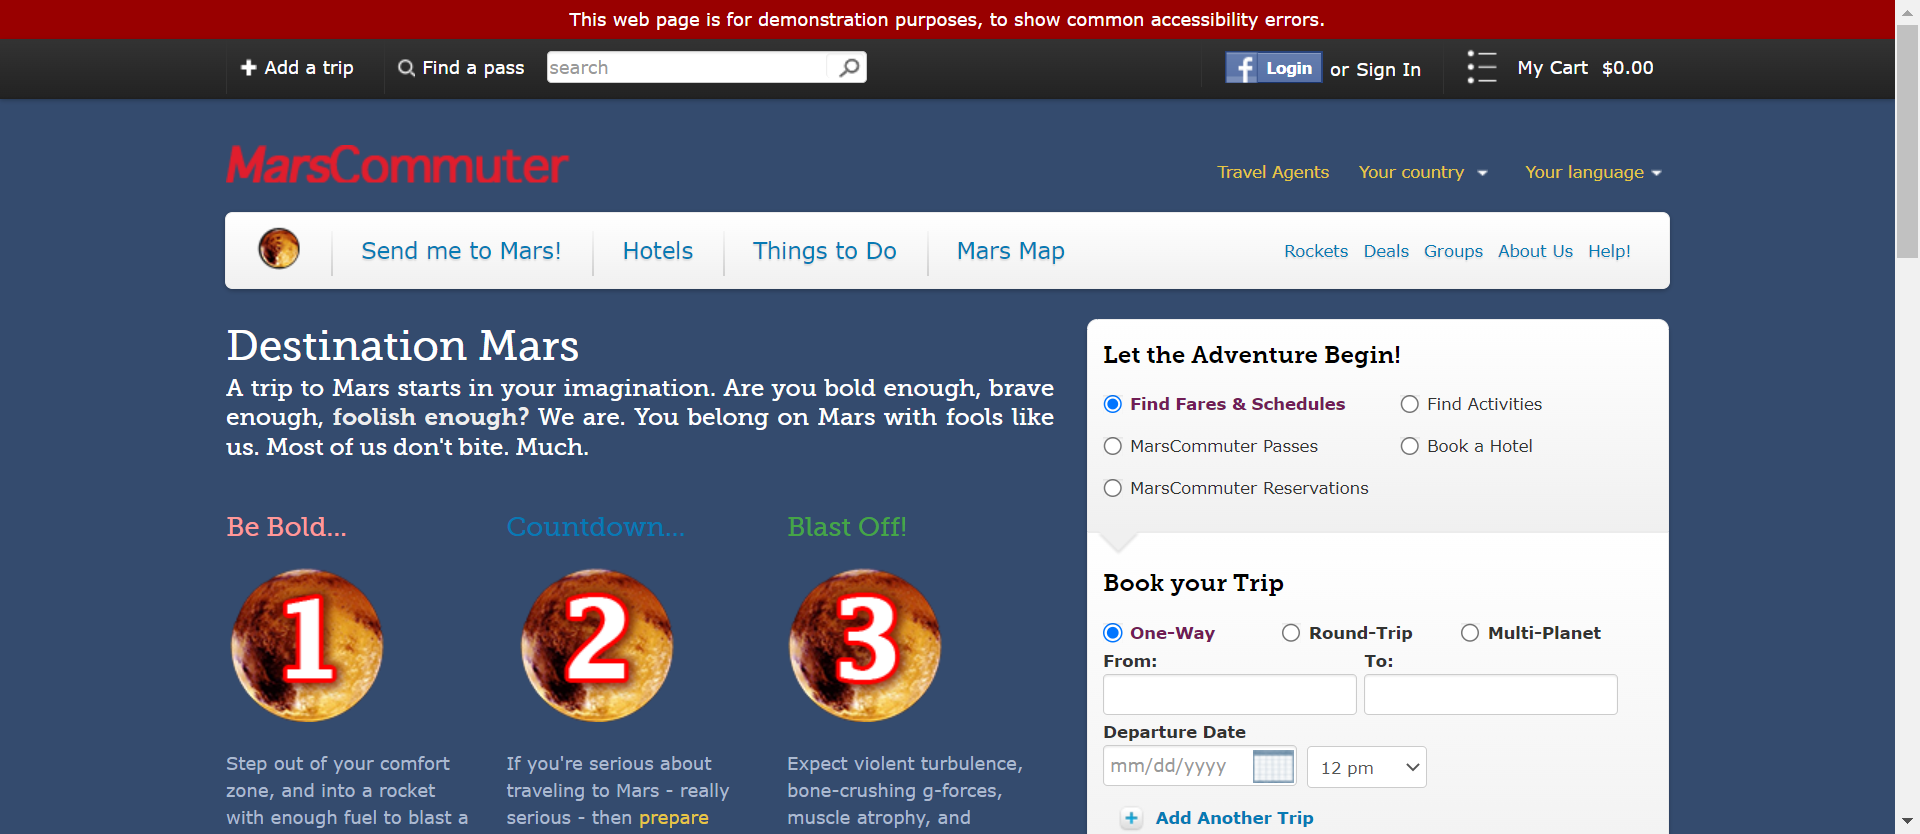 This web page is for demonstration purposes, to show common accessibility errors.
Add a trip
Find a pass
search
f Login or Sign In
My Cart $0.00
MarsCommuter
Travel Agents
Your country
Your language
Send me to Mars!
Hotels
Things to Do
Mars Map
Rockets
Deals
Groups
About Us
Help!
Destination Mars
A trip to Mars starts in your imagination. Are you bold enough, brave
enough, foolish enough? We are. You belong on Mars with fools like
us. Most of us don't bite. Much.
Be Bold...
1
Step out of your comfort
zone, and into a rocket
with enough fuel to blast a
Countdown...
2
If you're serious about
traveling to Mars - really
serious - then prepare
Blast Off!
3
Expect violent turbulence,
bone-crushing g-forces,
muscle atrophy, and
Let the Adventure Begin!
Find Fares & Schedules
Find Activities
MarsCommuter Passes
Book a Hotel
MarsCommuter Reservations
Book your Trip
One-Way
Round-Trip
Multi-Planet
From:
To:
Departure Date
mm/dd/yyyy
12 pm
Add Another Trip